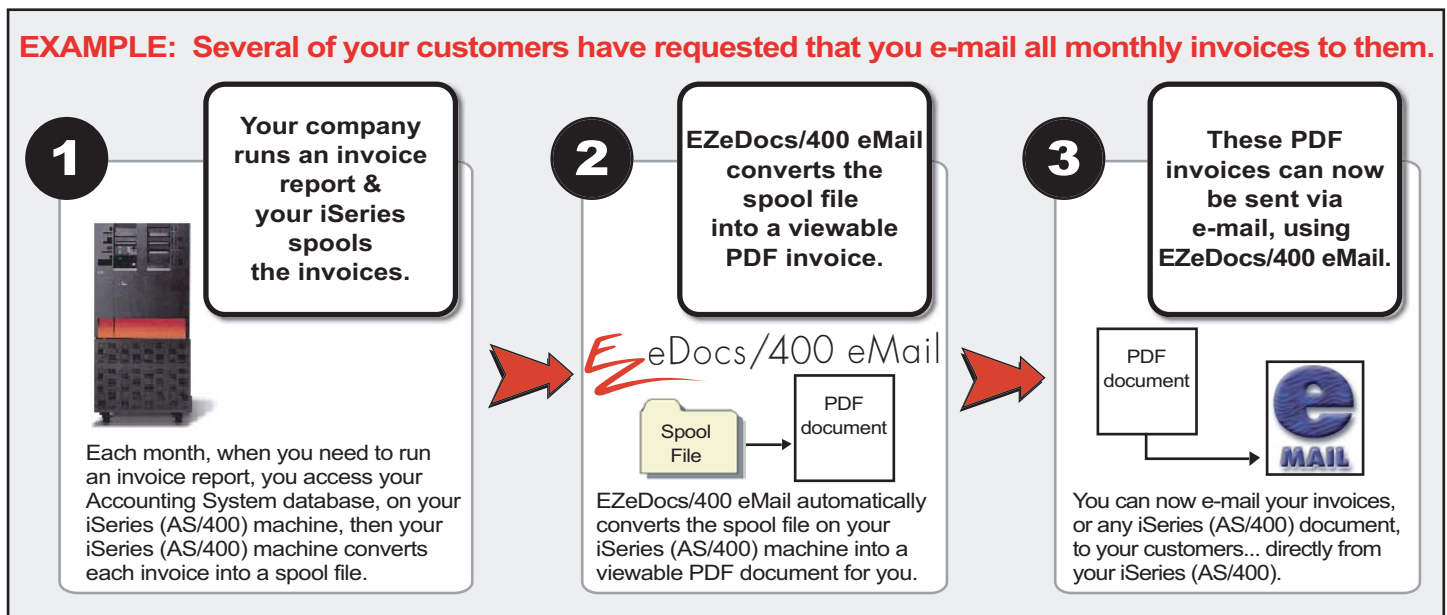 EXAMPLE: Several of your customers have requested that you e-mail all monthly invoices to them.
1
Your company
runs an invoice
report &
your iSeries
spools
the invoices.
Each month, when you need to run
an invoice report, you access your
Accounting System database, on your
iSeries (AS/400) machine, then your
iSeries (AS/400) machine converts
each invoice into a spool file.
2
EZeDocs/400 eMail
converts the
spool file
into a viewable
PDF invoice.
EZeDocs/400 eMail
Spool
File
PDF
document
EZeDocs/400 eMail automatically
converts the spool file on your
iSeries (AS/400) machine into a
viewable PDF document for you.
3
These PDF
invoices can now
be sent via
e-mail, using
EZeDocs/400 eMail.
PDF
document
e
MAIL
You can now e-mail your invoices,
or any iSeries (AS/400) document,
to your customers... directly from
your iSeries (AS/400).